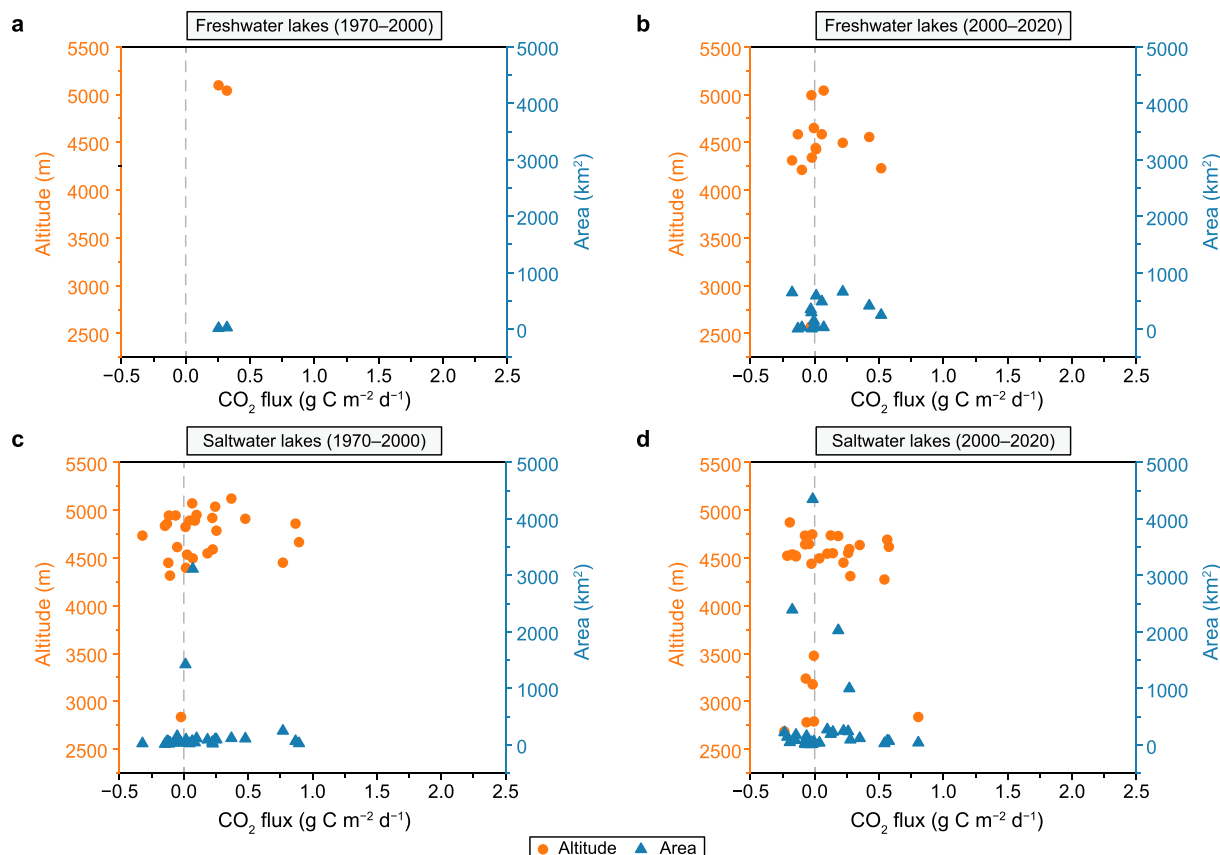 a
Freshwater lakes (1970–2000)
5500
5000
4500
4000
3500
3000
2500
Altitude (m)
5000
4000
3000
2000
1000
0
Area (km²)
−0.5 0.0 0.5 1.0 1.5 2.0 2.5
CO₂ flux (g C m⁻² d⁻¹)
b
Freshwater lakes (2000–2020)
5500
5000
4500
4000
3500
3000
2500
Altitude (m)
5000
4000
3000
2000
1000
0
Area (km²)
−0.5 0.0 0.5 1.0 1.5 2.0 2.5
CO₂ flux (g C m⁻² d⁻¹)
c
Saltwater lakes (1970–2000)
5500
5000
4500
4000
3500
3000
2500
Altitude (m)
5000
4000
3000
2000
1000
0
Area (km²)
−0.5 0.0 0.5 1.0 1.5 2.0 2.5
CO₂ flux (g C m⁻² d⁻¹)
d
Saltwater lakes (2000–2020)
5500
5000
4500
4000
3500
3000
2500
Altitude (m)
5000
4000
3000
2000
1000
0
Area (km²)
−0.5 0.0 0.5 1.0 1.5 2.0 2.5
CO₂ flux (g C m⁻² d⁻¹)
Altitude Area